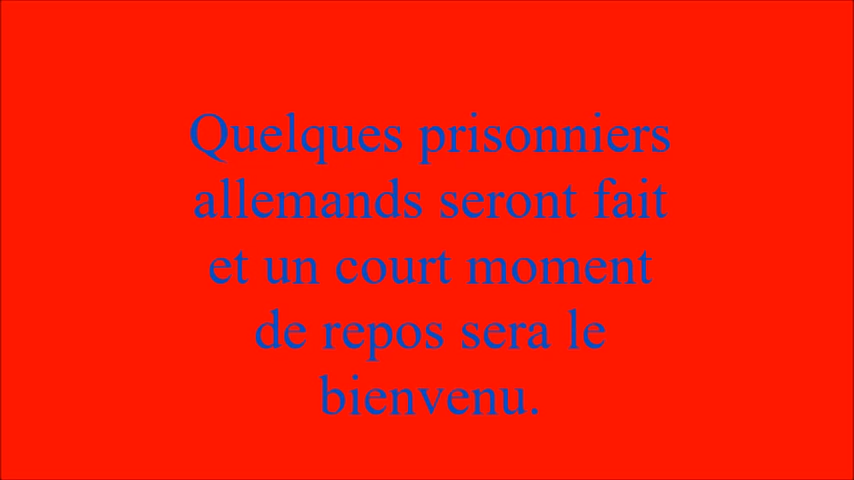 Quelques prisonniers
allemands seront fait
et un court moment
de repos sera le
bienvenu.